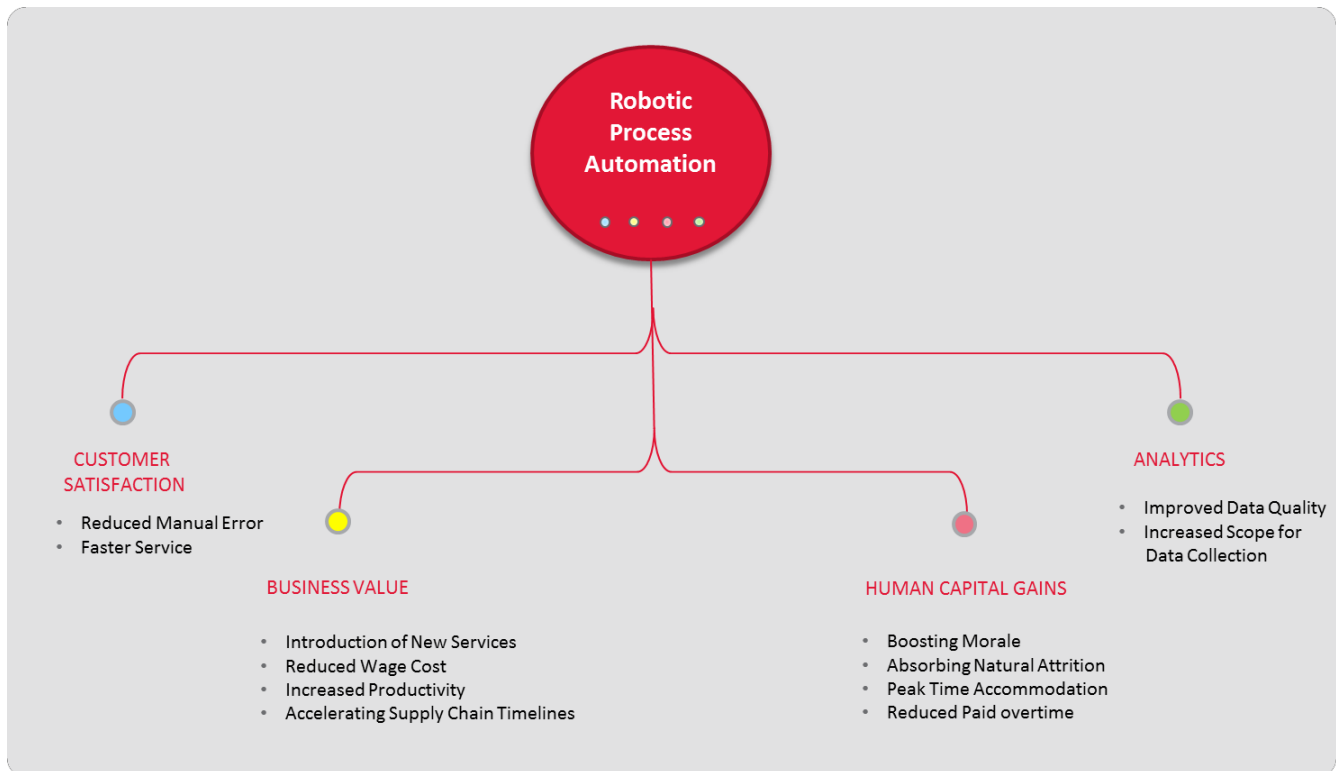 Robotic
Process
Automation
CUSTOMER
SATISFACTION
• Reduced Manual Error
• Faster Service
BUSINESS VALUE
• Introduction of New Services
• Reduced Wage Cost
• Increased Productivity
• Accelerating Supply Chain Timelines
HUMAN CAPITAL GAINS
• Boosting Morale
• Absorbing Natural Attrition
• Peak Time Accommodation
• Reduced Paid overtime
ANALYTICS
• Improved Data Quality
• Increased Scope for
Data Collection